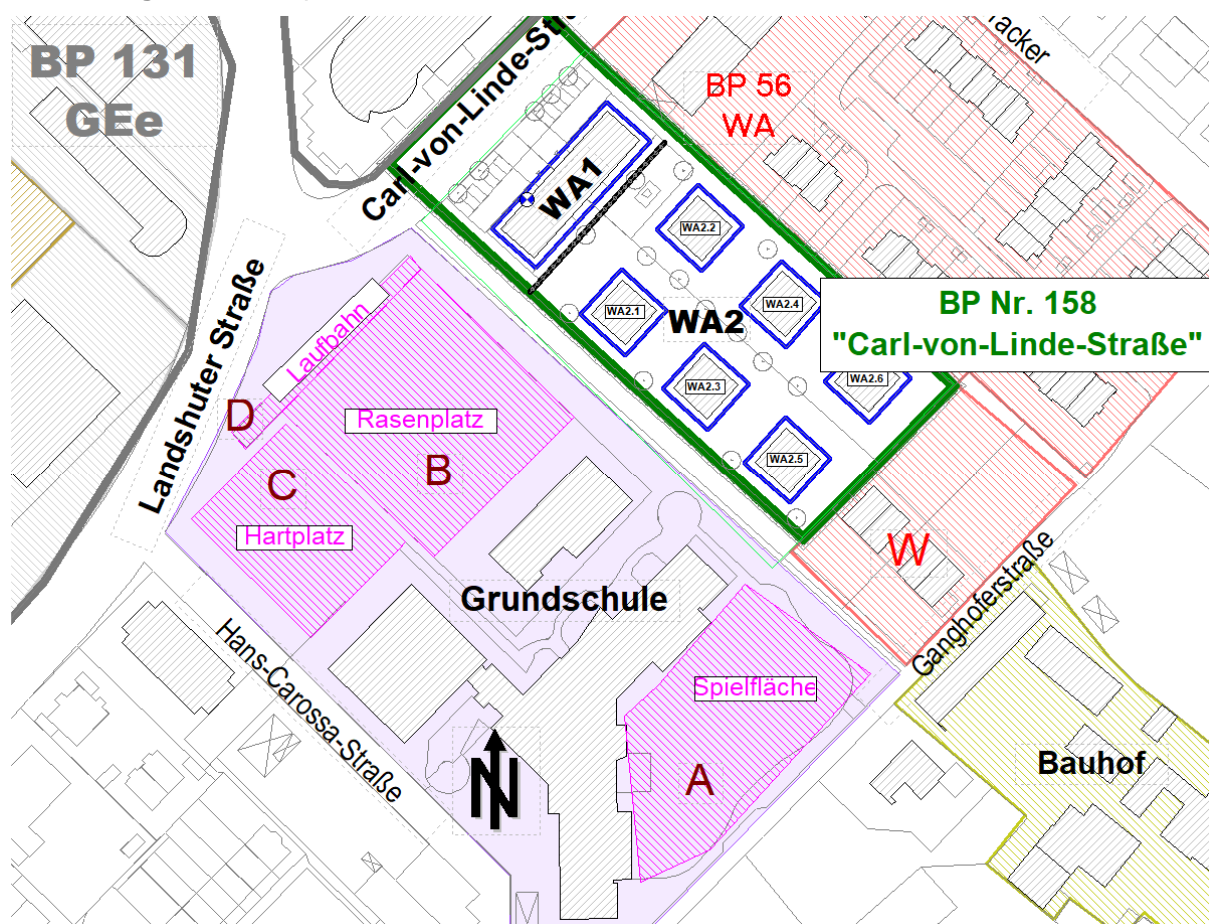 BP 131
GEe
Carl-von-Linde-Str
BP 56
WA
WA1
WA2.2
WA2.1
WA2
WA2.4
BP Nr. 158
"Carl-von-Linde-Straße"
WA2.3
WA2.6
WA2.5
Landshuter Straße
Laufbahn
D
Rasenplatz
C
B
Hartplatz
W
Grundschule
Ganghoferstraße
Hans-Carossa-Straße
Spielfläche
A
N
Bauhof